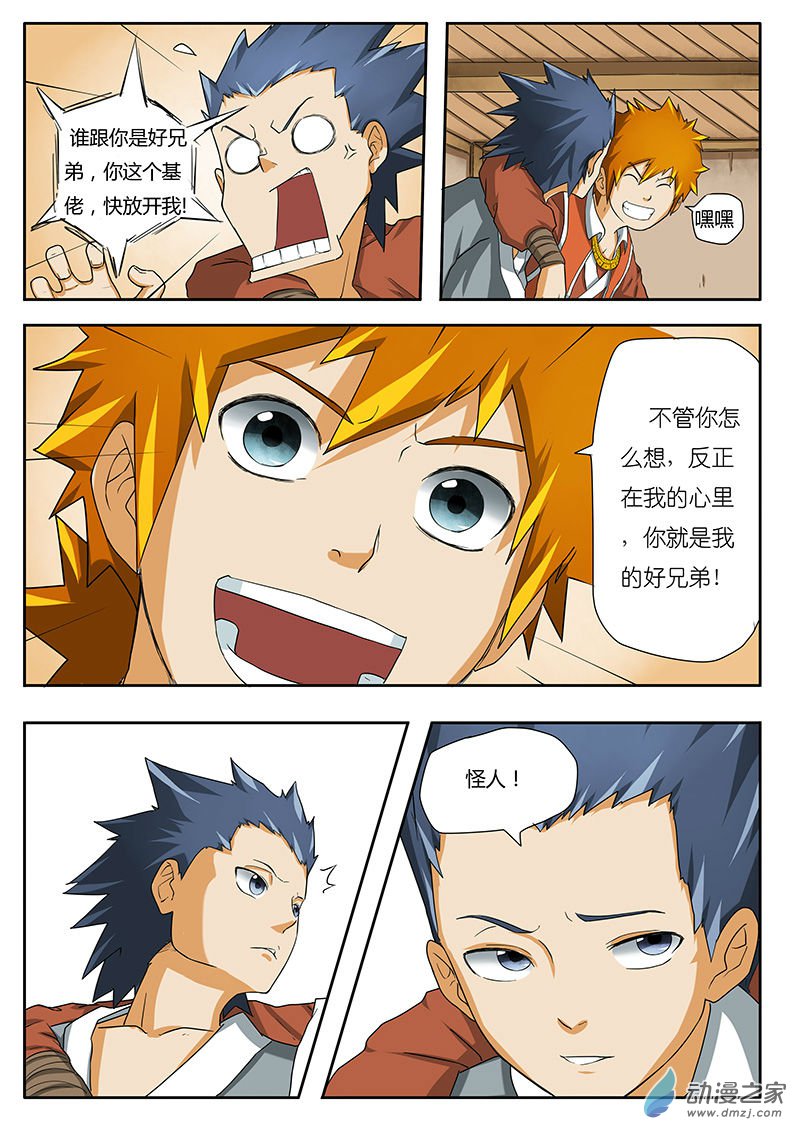 谁跟你是好兄
弟，你这个基
佬，快放开我!
嘿嘿
不管你怎
么想，反正
在我的心里
，你就是我
的好兄弟！
怪人！
动漫之家
www.dmzj.com